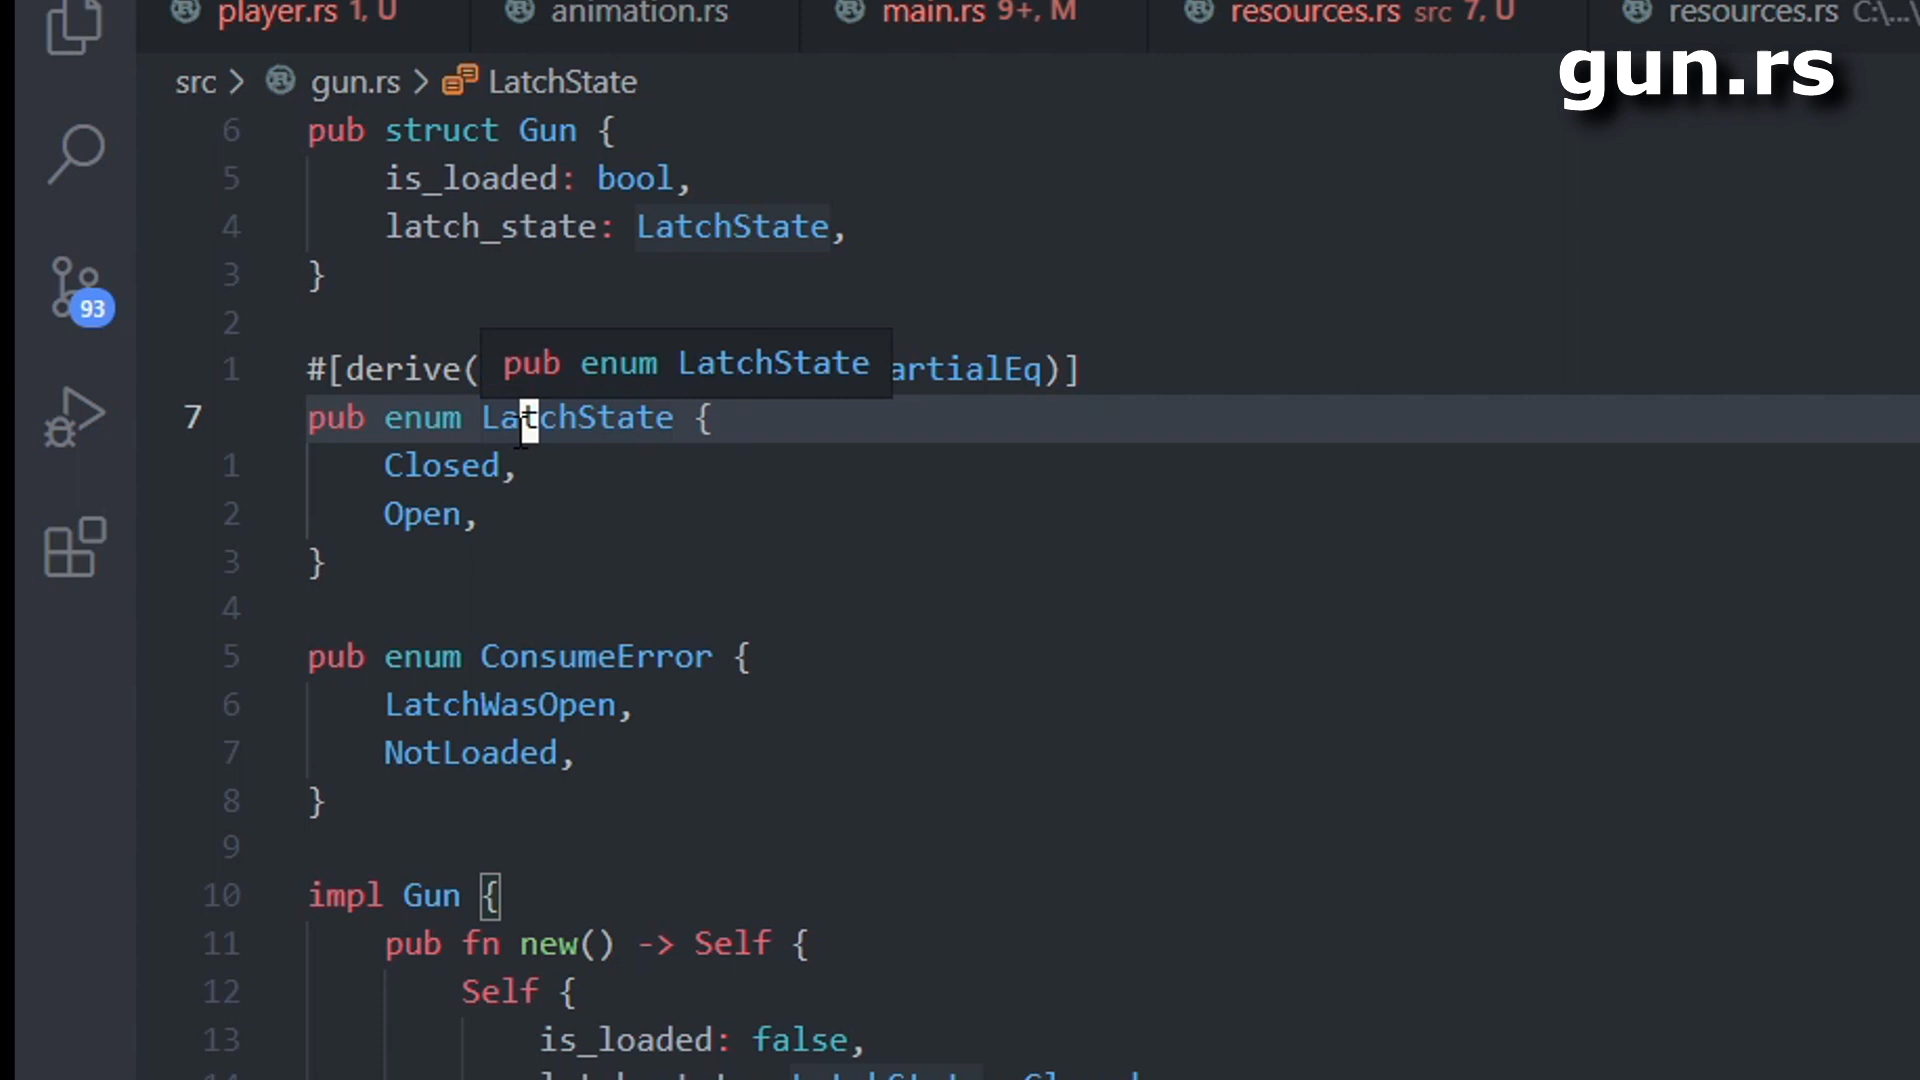 player.rs 1, U
animation.rs
main.rs 9+, M
resources.rs src 7, U
resources.rs C:\...\
gun.rs
src > gun.rs > LatchState
6 pub struct Gun {
5 is_loaded: bool,
4 latch_state: LatchState,
3 }
93
2
pub enum LatchState
1 #[derive( artialEq)]
7 pub enum LatchState {
1 Closed,
2 Open,
3 }
4
5 pub enum ConsumeError {
6 LatchWasOpen,
7 NotLoaded,
8 }
9
10 impl Gun {
11 pub fn new() -> Self {
12 Self {
13 is_loaded: false,